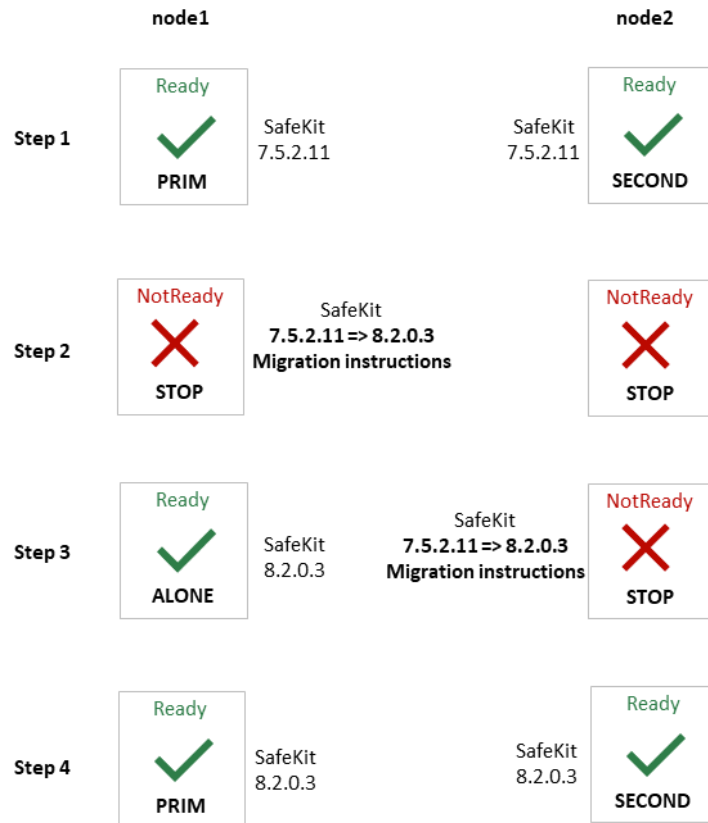 node1
node2
Step 1
Ready
PRIM
SafeKit
7.5.2.11
SafeKit
7.5.2.11
Ready
SECOND
Step 2
NotReady
STOP
SafeKit
7.5.2.11 => 8.2.0.3
Migration instructions
NotReady
STOP
Step 3
Ready
ALONE
SafeKit
8.2.0.3
SafeKit
7.5.2.11 => 8.2.0.3
Migration instructions
NotReady
STOP
Step 4
Ready
PRIM
SafeKit
8.2.0.3
SafeKit
8.2.0.3
Ready
SECOND